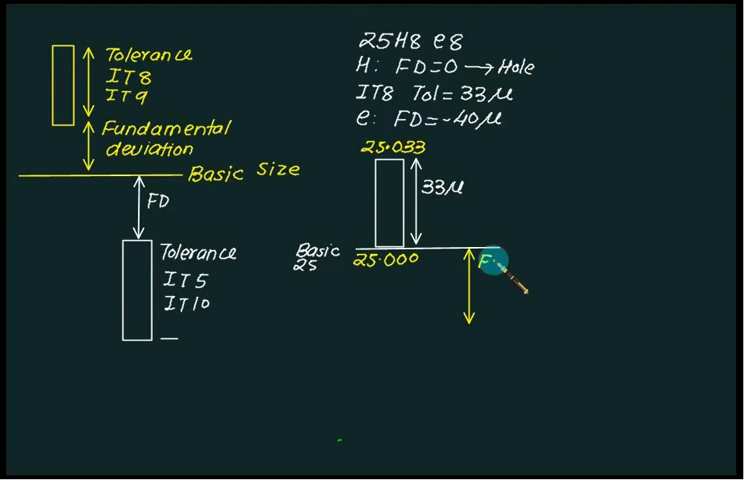 Tolerance
IT8
IT9
Fundamental
deviation
Basic Size
FD
Tolerance
IT5
IT10
25H8 e8
H: FD=0 → Hole
IT8 Tol = 33μ
e: FD=-40μ
25.033
33μ
Basic
25
25.000
F.